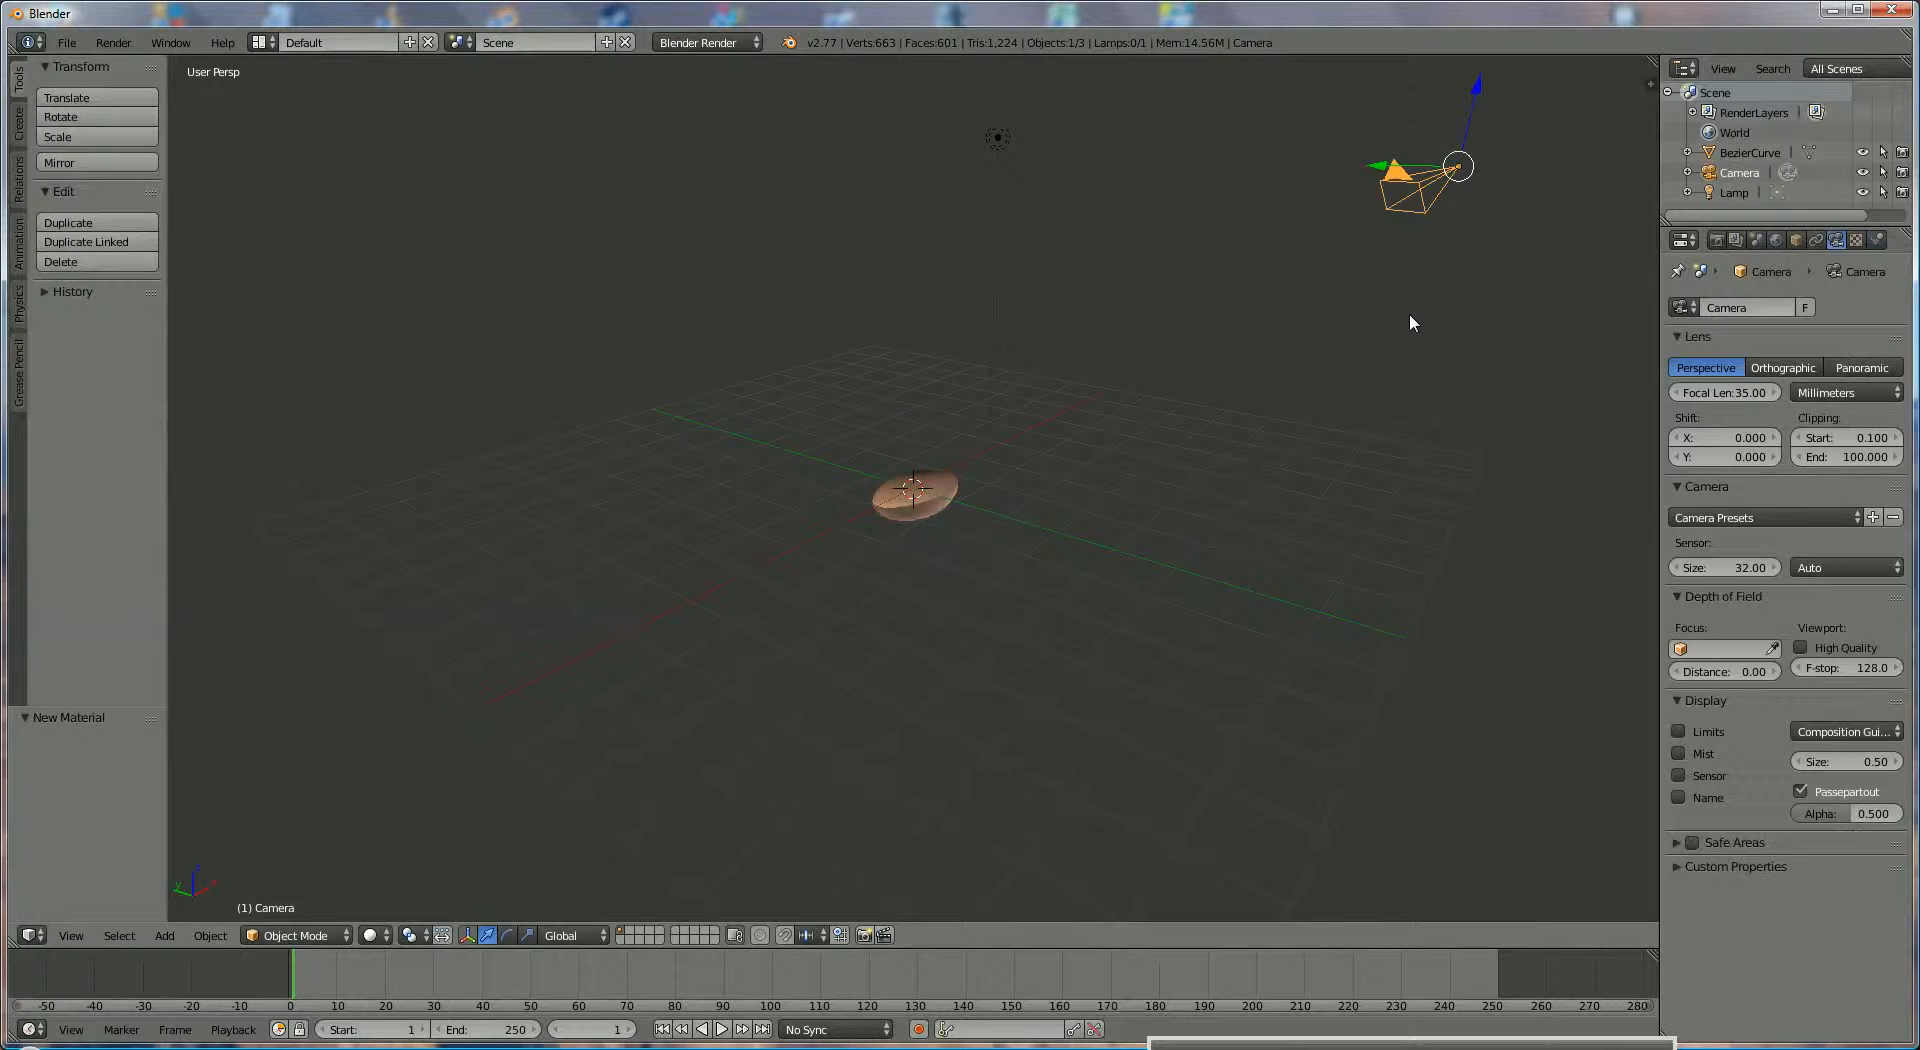 Blender
File Render Window Help Default Scene Blender Render v2.77 | Verts:663 | Faces:601 | Tris:1,224 | Objects:1/3 | Lamps:0/1 | Mem:14.56M | Camera
Tools
Create
Relations
Animation
Physics
Grease Pencil
Transform
Translate
Rotate
Scale
Mirror
Edit
Duplicate
Duplicate Linked
Delete
History
New Material
User Persp
(1) Camera
View Search All Scenes
Scene
RenderLayers
World
BezierCurve
Camera
Lamp
Camera Camera
Camera F
Lens
Perspective Orthographic Panoramic
Focal Len:35.00 Millimeters
Shift: Clipping:
X: 0.000 Start: 0.100
Y: 0.000 End: 100.000
Camera
Camera Presets
Sensor:
Size: 32.00 Auto
Depth of Field
Focus: Viewport:
High Quality
Distance: 0.00 F-stop: 128.0
Display
Limits Composition Gui...
Mist Size: 0.50
Sensor Passepartout
Name Alpha: 0.500
Safe Areas
Custom Properties
View Select Add Object Object Mode Global
-50 -40 -30 -20 -10 0 10 20 30 40 50 60 70 80 90 100 110 120 130 140 150 160 170 180 190 200 210 220 230 240 250 260 270 280
View Marker Frame Playback Start: 1 End: 250 1 No Sync